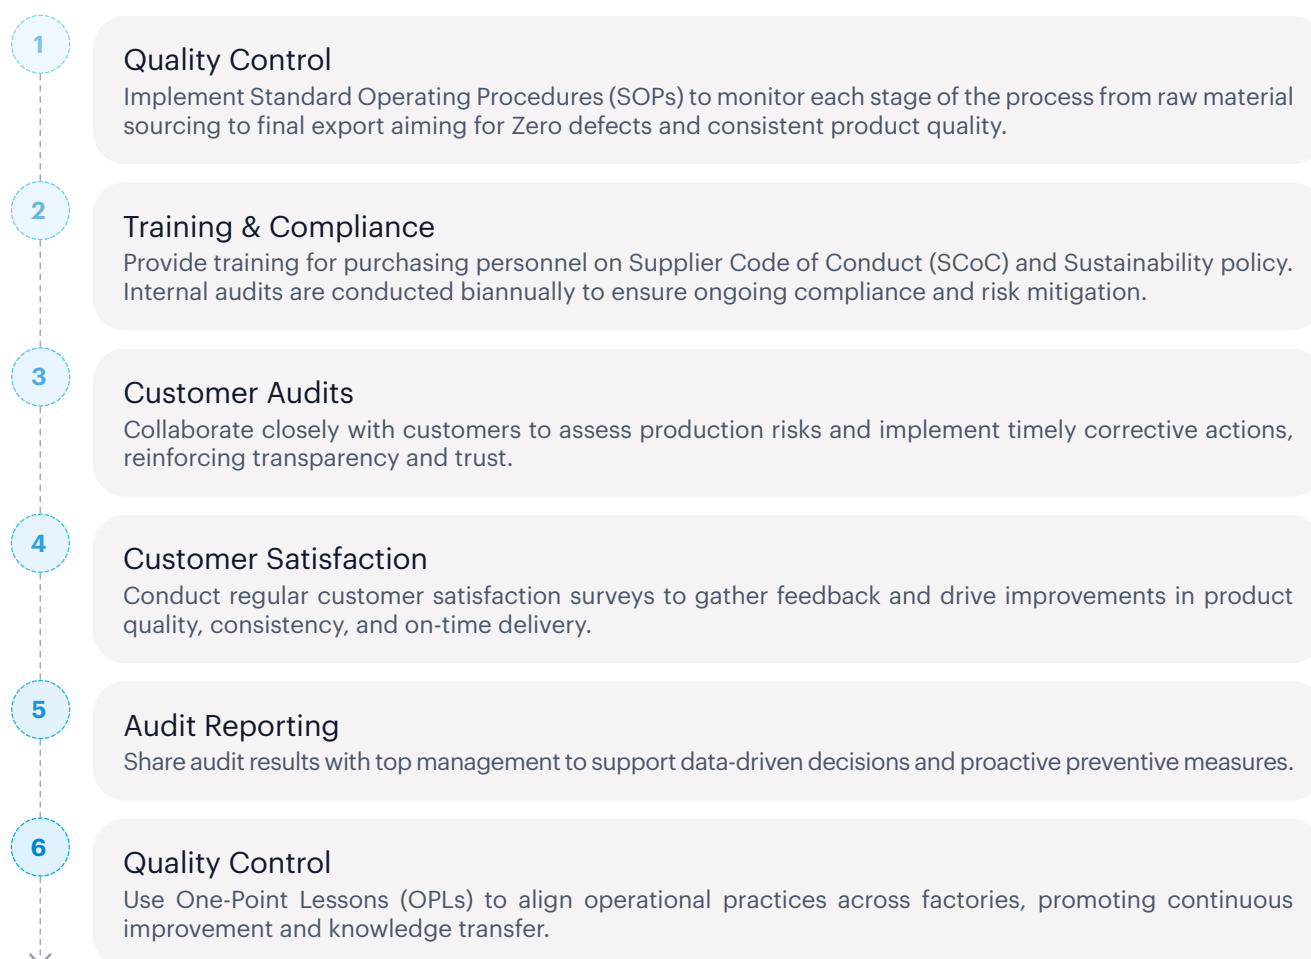 1
Quality Control
Implement Standard Operating Procedures (SOPs) to monitor each stage of the process from raw material
sourcing to final export aiming for Zero defects and consistent product quality.
2
Training & Compliance
Provide training for purchasing personnel on Supplier Code of Conduct (SCoC) and Sustainability policy.
Internal audits are conducted biannually to ensure ongoing compliance and risk mitigation.
3
Customer Audits
Collaborate closely with customers to assess production risks and implement timely corrective actions,
reinforcing transparency and trust.
4
Customer Satisfaction
Conduct regular customer satisfaction surveys to gather feedback and drive improvements in product
quality, consistency, and on-time delivery.
5
Audit Reporting
Share audit results with top management to support data-driven decisions and proactive preventive measures.
6
Quality Control
Use One-Point Lessons (OPLs) to align operational practices across factories, promoting continuous
improvement and knowledge transfer.